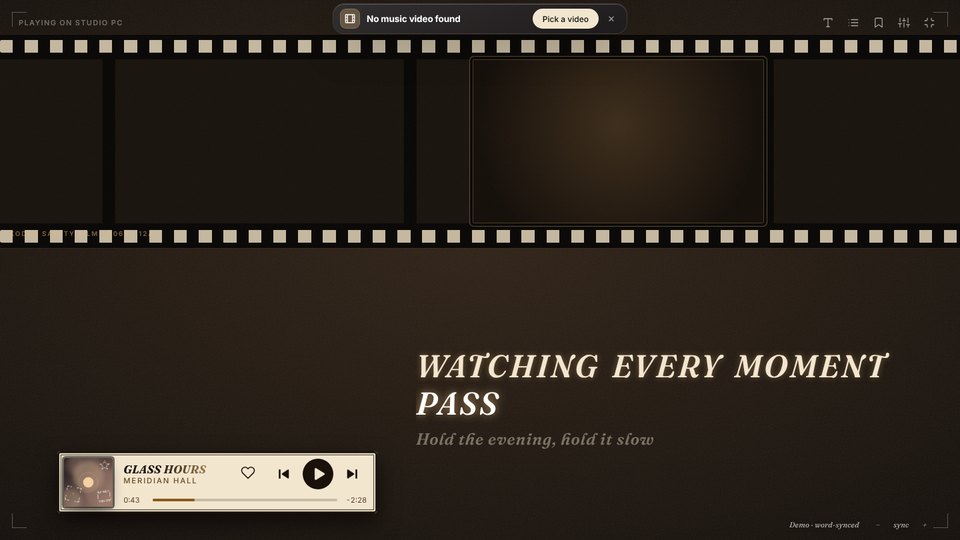 PLAYING ON STUDIO PC
No music video found
Pick a video
WATCHING EVERY MOMENT
PASS
Hold the evening, hold it slow
GLASS HOURS
MERIDIAN HALL
0:43
-2:28
Demo · word-synced
− sync +